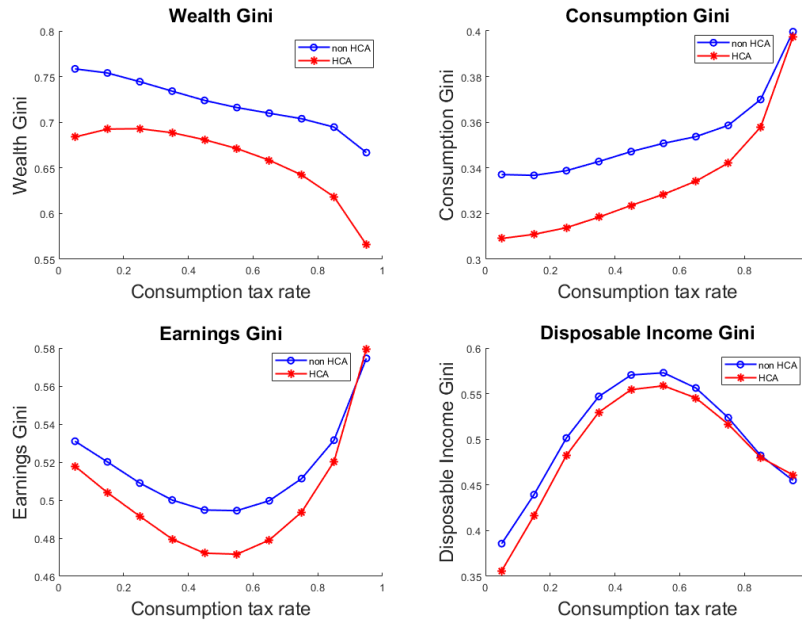 Wealth Gini
0.8
0.75
0.7
0.65
0.6
0.55
0
0.2
0.4
0.6
0.8
1
Wealth Gini
Consumption tax rate
non HCA
HCA
Consumption Gini
0.4
0.38
0.36
0.34
0.32
0.3
0
0.2
0.4
0.6
0.8
Consumption Gini
Consumption tax rate
non HCA
HCA
Earnings Gini
0.58
0.56
0.54
0.52
0.5
0.48
0.46
0
0.2
0.4
0.6
0.8
1
Earnings Gini
Consumption tax rate
non HCA
HCA
Disposable Income Gini
0.6
0.55
0.5
0.45
0.4
0.35
0
0.2
0.4
0.6
0.8
Disposable Income Gini
Consumption tax rate
non HCA
HCA